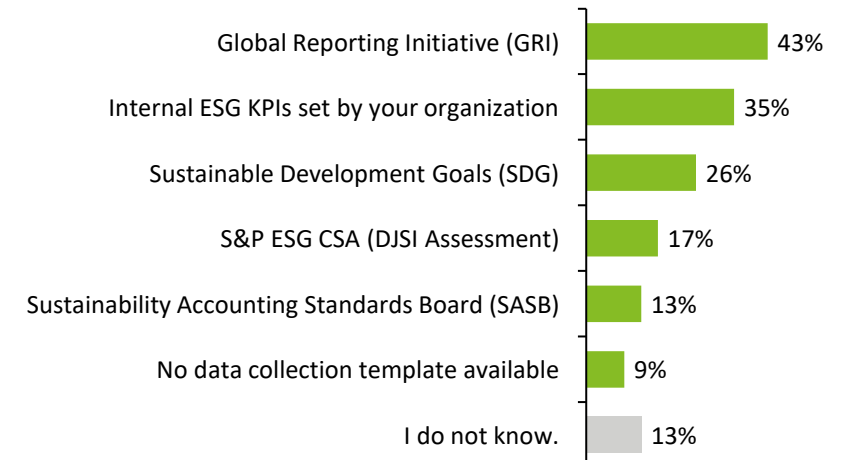 Global Reporting Initiative (GRI) 43%
Internal ESG KPIs set by your organization 35%
Sustainable Development Goals (SDG) 26%
S&P ESG CSA (DJSI Assessment) 17%
Sustainability Accounting Standards Board (SASB) 13%
No data collection template available 9%
I do not know. 13%